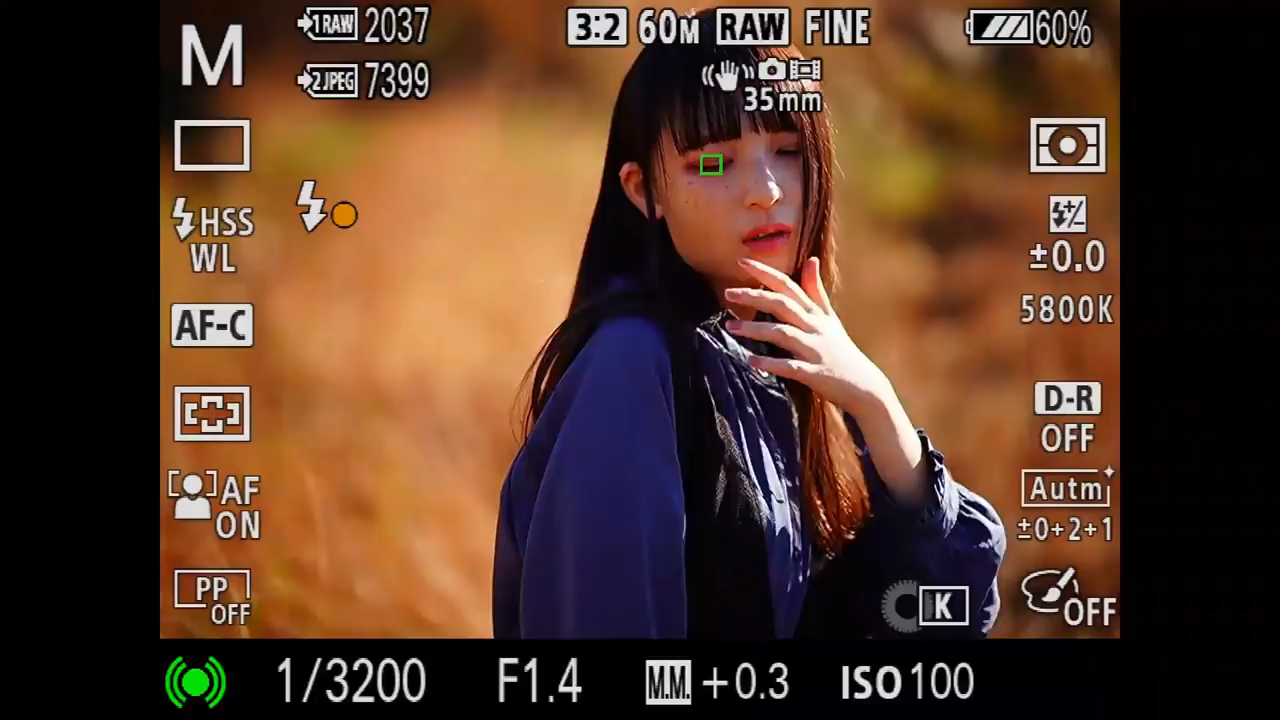 M
1RAW 2037
2JPEG 7399
3:2 60M RAW FINE
60%
35mm
HSS
WL
±0.0
5800K
AF-C
D-R
OFF
AF
ON
Autm
±0+2+1
PP
OFF
K
OFF
1/3200 F1.4 M.M. +0.3 ISO 100